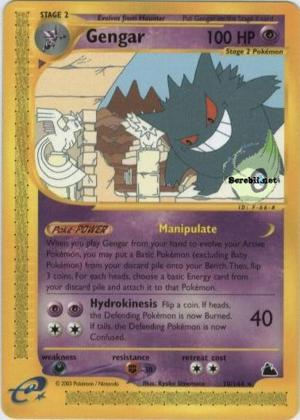 STAGE 2
Evolves from Haunter
Put Gengar on the Stage 1 card
Gengar
100 HP
Stage 2 Pokémon
Serebii.net
ID: F-66-#
Poké-POWER
Manipulate
When you play Gengar from your hand to evolve your Active
Pokémon, you may put a Basic Pokémon (excluding Baby
Pokémon) from your discard pile onto your Bench. Then, flip
3 coins. For each heads, choose a basic Energy card from
your discard pile and attach it to that Pokémon.
Hydrokinesis Flip a coin. If heads,
the Defending Pokémon is now Burned.
If tails, the Defending Pokémon is now
Confused.
40
weakness
resistance
retreat cost
-30
©2003 Pokémon / Nintendo
Illus. Kyoko Umemoto
10/144
e